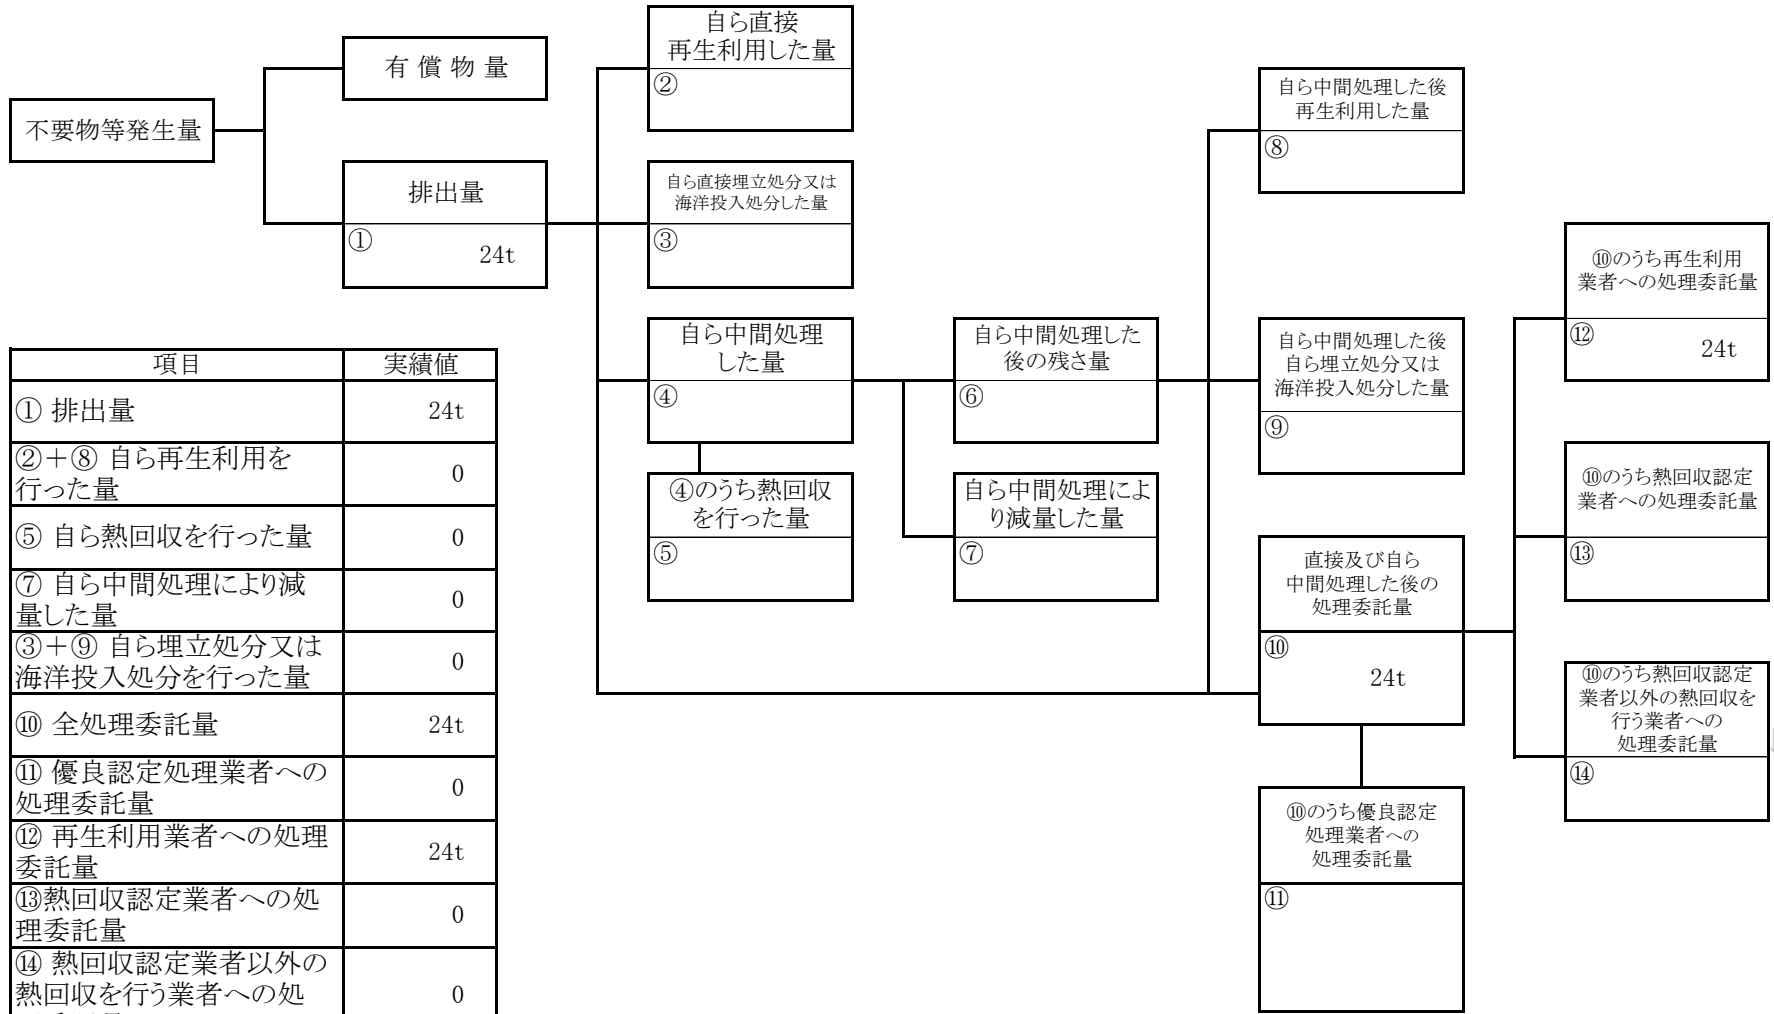 不要物等発生量
有 償 物 量
排出量
①
24t
自ら直接
再生利用した量
②
自ら直接埋立処分又は
海洋投入処分した量
③
自ら中間処理
した量
④
④のうち熱回収
を行った量
⑤
自ら中間処理した
後の残さ量
⑥
自ら中間処理によ
り減量した量
⑦
自ら中間処理した後
再生利用した量
⑧
自ら中間処理した後
自ら埋立処分又は
海洋投入処分した量
⑨
直接及び自ら
中間処理した後の
処理委託量
⑩
24t
⑩のうち優良認定
処理業者への
処理委託量
⑪
⑩のうち再生利用
業者への処理委託量
⑫
24t
⑩のうち熱回収認定
業者への処理委託量
⑬
⑩のうち熱回収認定
業者以外の熱回収を
行う業者への
処理委託量
⑭
項目 実績値
① 排出量 24t
②+⑧ 自ら再生利用を
行った量 0
⑤ 自ら熱回収を行った量 0
⑦ 自ら中間処理により減
量した量 0
③+⑨ 自ら埋立処分又は
海洋投入処分を行った量 0
⑩ 全処理委託量 24t
⑪ 優良認定処理業者への
処理委託量 0
⑫ 再生利用業者への処理
委託量 24t
⑬熱回収認定業者への処
理委託量 0
⑭ 熱回収認定業者以外の
熱回収を行う業者への処 0